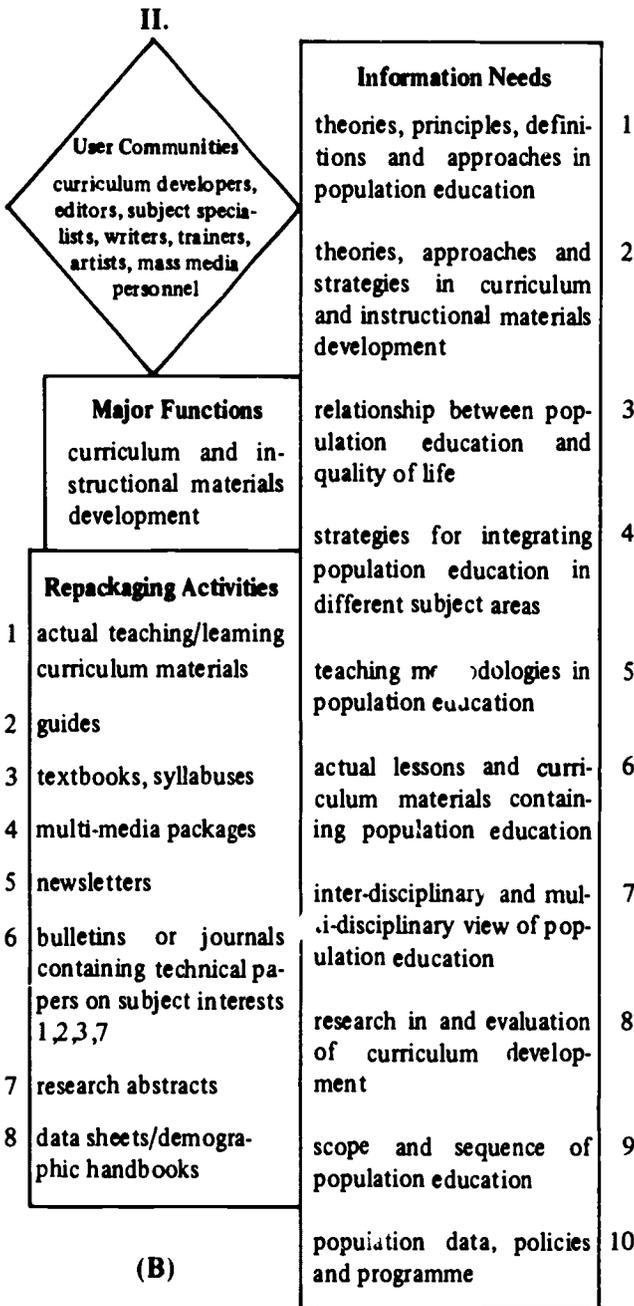 II.
User Communities
curriculum developers,
editors, subject specia-
lists, writers, trainers,
artists, mass media
personnel
Major Functions
curriculum and in-
structional materials
development
Repackaging Activities
1 actual teaching/learning
curriculum materials
2 guides
3 textbooks, syllabuses
4 multi-media packages
5 newsletters
6 bulletins or journals
containing technical pa-
pers on subject interests
1,2,3,7
7 research abstracts
8 data sheets/demogra-
phic handbooks
(B)
Information Needs
theories, principles, defini- 1
tions and approaches in
population education
theories, approaches and 2
strategies in curriculum
and instructional materials
development
relationship between pop- 3
ulation education and
quality of life
strategies for integrating 4
population education in
different subject areas
teaching in 5
population education
actual lessons and curri- 6
culum materials contain-
ing population education
inter-disciplinary and mul- 7
i-disciplinary view of pop-
ulation education
research in and evaluation 8
of curriculum develop-
ment
scope and sequence of 9
population education
population data, policies 10
and programme